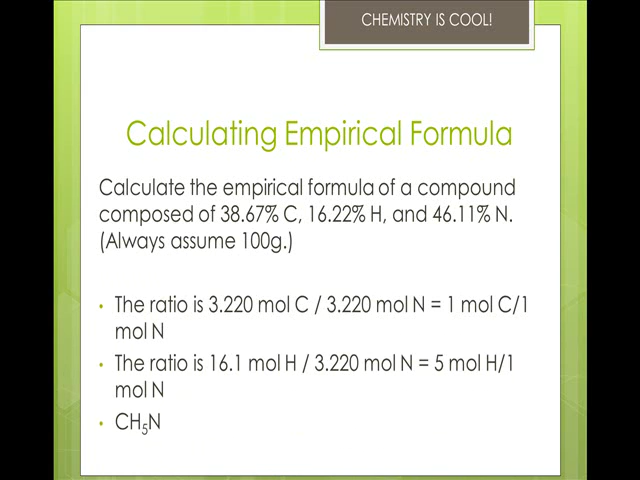 CHEMISTRY IS COOL!
Calculating Empirical Formula
Calculate the empirical formula of a compound
composed of 38.67% C, 16.22% H, and 46.11% N.
(Always assume 100g.)
• The ratio is 3.220 mol C / 3.220 mol N = 1 mol C/1
mol N
• The ratio is 16.1 mol H / 3.220 mol N = 5 mol H/1
mol N
• CH₅N